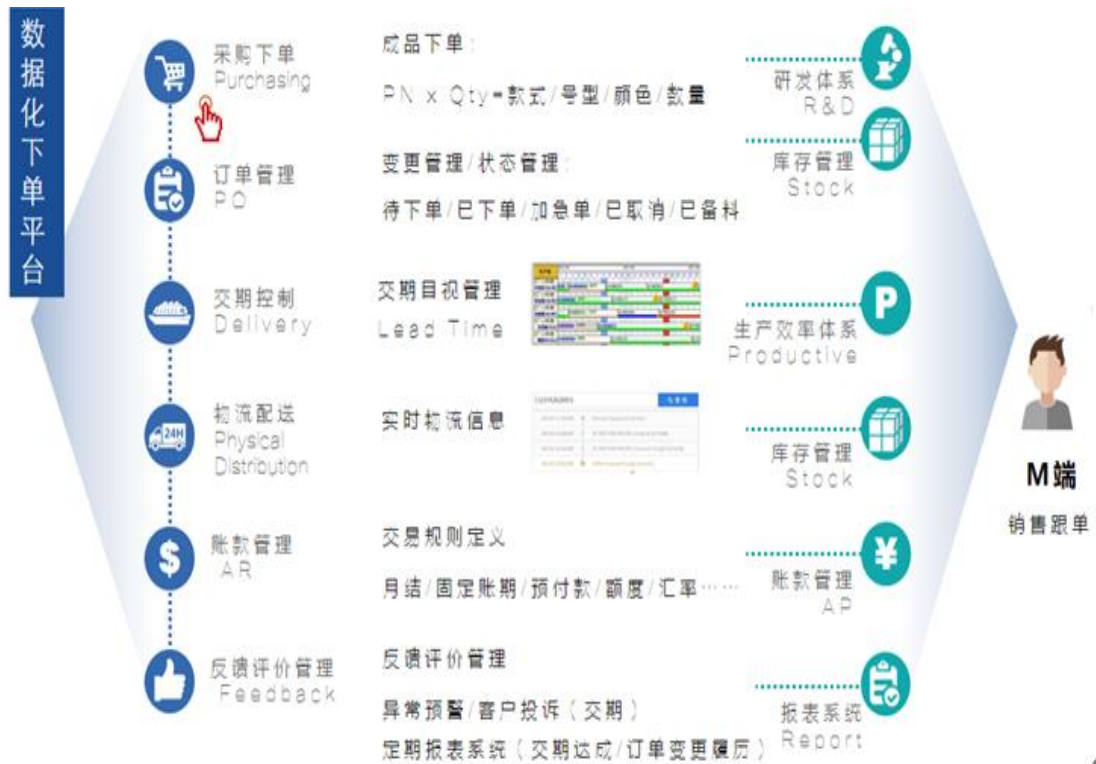 数据化下单平台
采购下单
Purchasing
成品下单:
PN x Qty=款式/号型/颜色/数量
研发体系
R&D
订单管理
PO
变更管理/状态管理:
待下单/已下单/加急单/已取消/已备料
库存管理
Stock
交期控制
Delivery
交期目视管理
Lead Time
P
生产效率体系
Productive
24H
物流配送
Physical
Distribution
实时物流信息
库存管理
Stock
M端
销售跟单
$
账款管理
AR
交易规则定义
月结/固定账期/预付款/额度/汇率……
¥
账款管理
AP
反馈评价管理
Feedback
反馈评价管理
异常预警/客户投诉（交期）
定期报表系统（交期达成/订单变更履历）
报表系统
Report